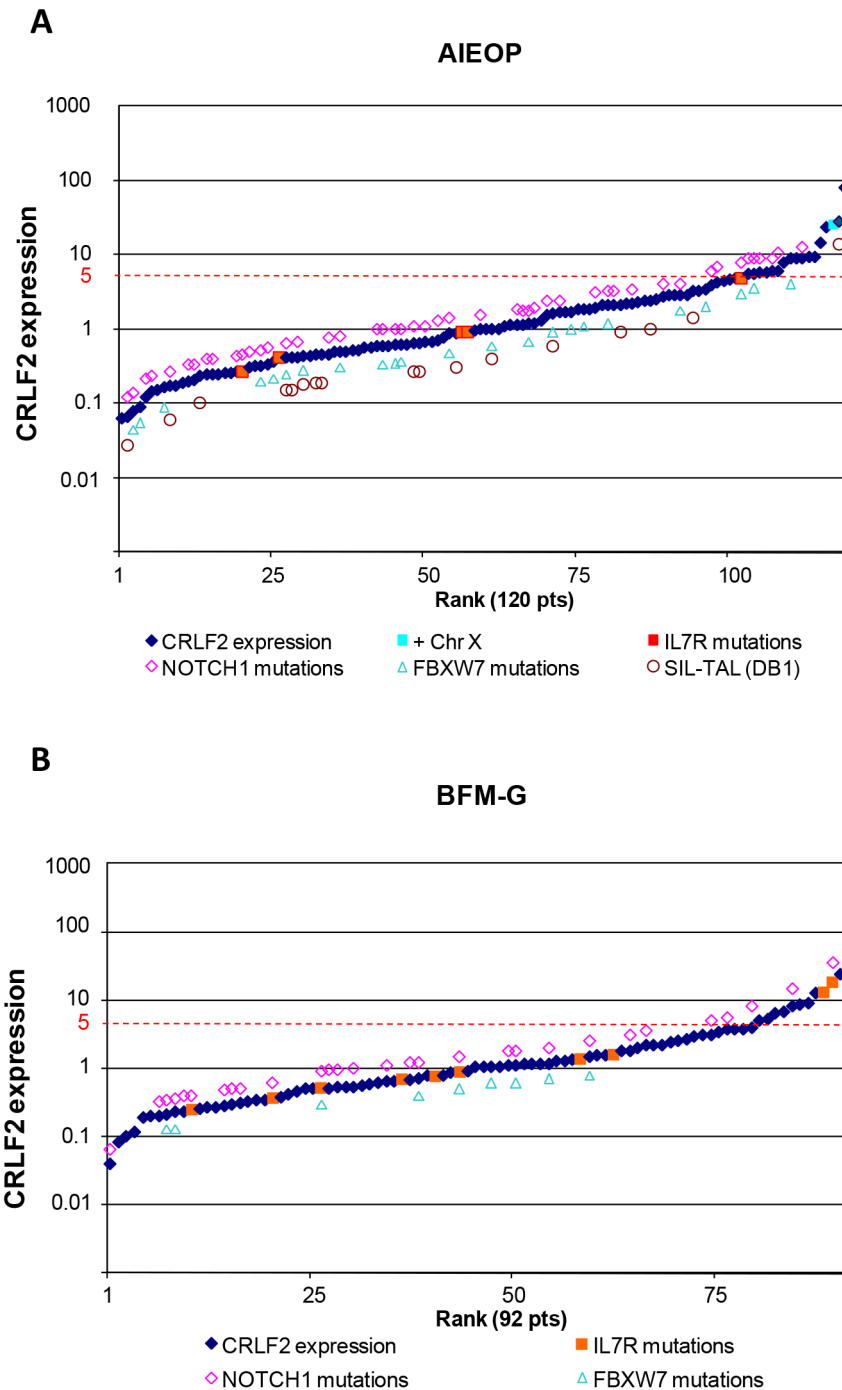 A
AIEOP
CRLF2 expression
1000
100
10
5
1
0.1
0.01
1 25 50 75 100
Rank (120 pts)
CRLF2 expression + Chr X IL7R mutations
NOTCH1 mutations FBXW7 mutations SIL-TAL (DB1)
B
BFM-G
CRLF2 expression
1000
100
10
5
1
0.1
0.01
1 25 50 75
Rank (92 pts)
CRLF2 expression IL7R mutations
NOTCH1 mutations FBXW7 mutations